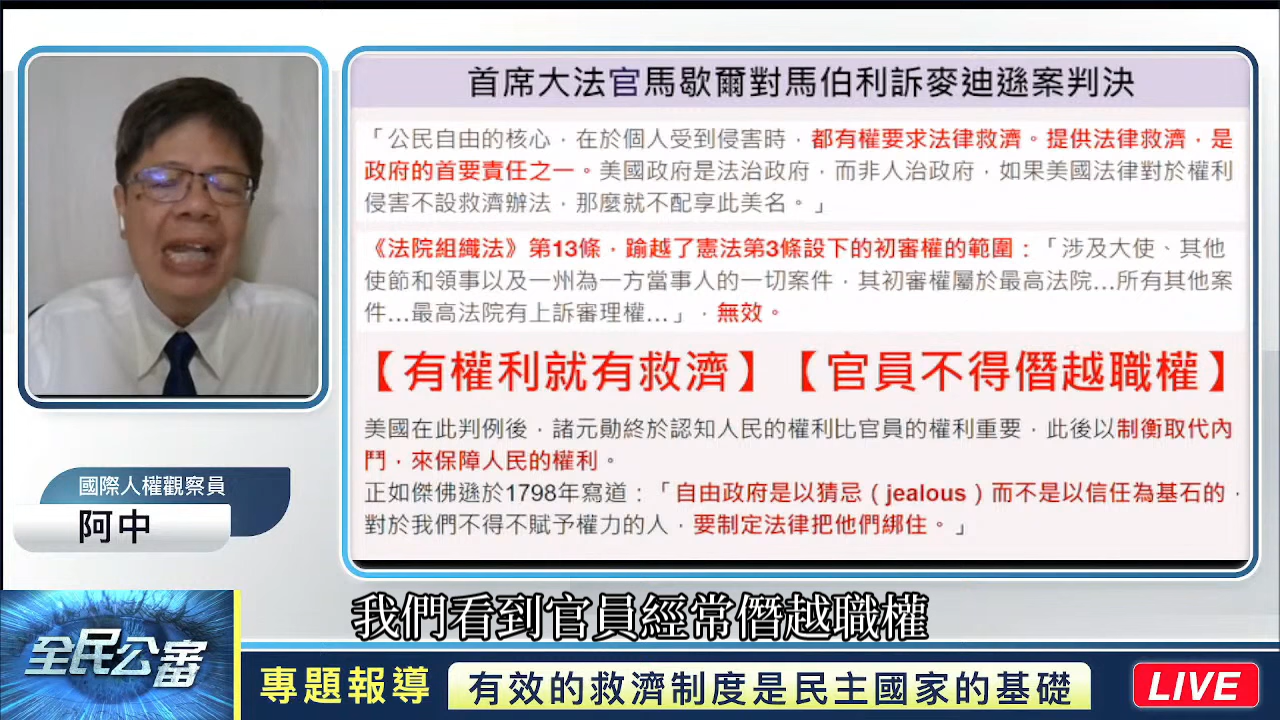 首席大法官馬歇爾對馬伯利訴麥迪遜案判決
「公民自由的核心，在於個人受到侵害時，都有權要求法律救濟。提供法律救濟，是
政府的首要責任之一。美國政府是法治政府，而非人治政府，如果美國法律對於權利
侵害不設救濟辦法，那麼就不配享此美名。」
《法院組織法》第13條，踰越了憲法第3條設下的初審權的範圍：「涉及大使、其他
使節和領事以及一州為一方當事人的一切案件，其初審權屬於最高法院...所有其他案
件...最高法院有上訴審理權...」，無效。
【有權利就有救濟】【官員不得僭越職權】
美國在此判例後，諸元勛終於認知人民的權利比官員的權利重要，此後以制衡取代內
鬥，來保障人民的權利。
正如傑佛遜於1798年寫道：「自由政府是以猜忌（jealous）而不是以信任為基石的，
對於我們不得不賦予權力的人，要制定法律把他們綁住。」
國際人權觀察員
阿中
我們看到官員經常僭越職權
全民公審
專題報導
有效的救濟制度是民主國家的基礎
LIVE